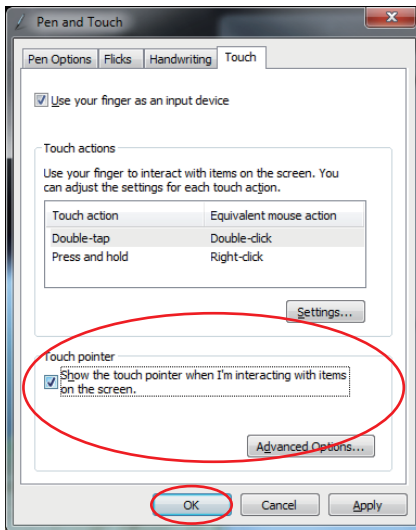 Pen and Touch
Pen Options Flicks Handwriting Touch
Use your finger as an input device
Touch actions
Use your finger to interact with items on the screen. You
can adjust the settings for each touch action.
Touch action Equivalent mouse action
Double-tap Double-click
Press and hold Right-click
Settings...
Touch pointer
Show the touch pointer when I'm interacting with items
on the screen.
Advanced Options...
OK Cancel Apply